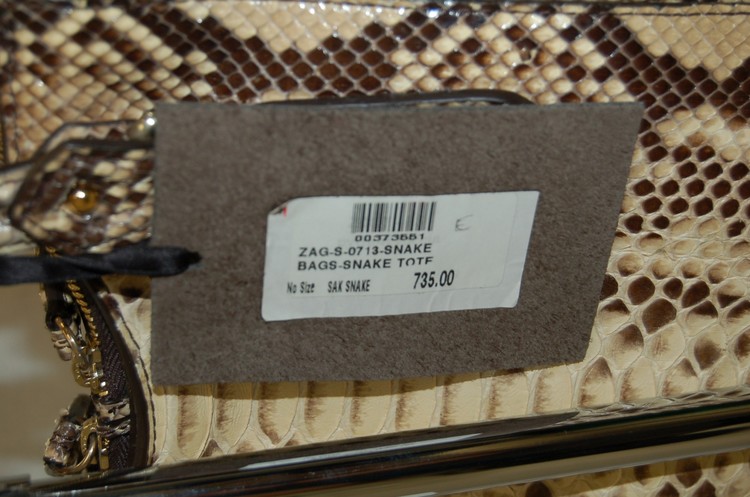 E
00373551
ZAG-S-0713-SNAKE
BAGS-SNAKE TOTE
No Size SAK SNAKE 735.00